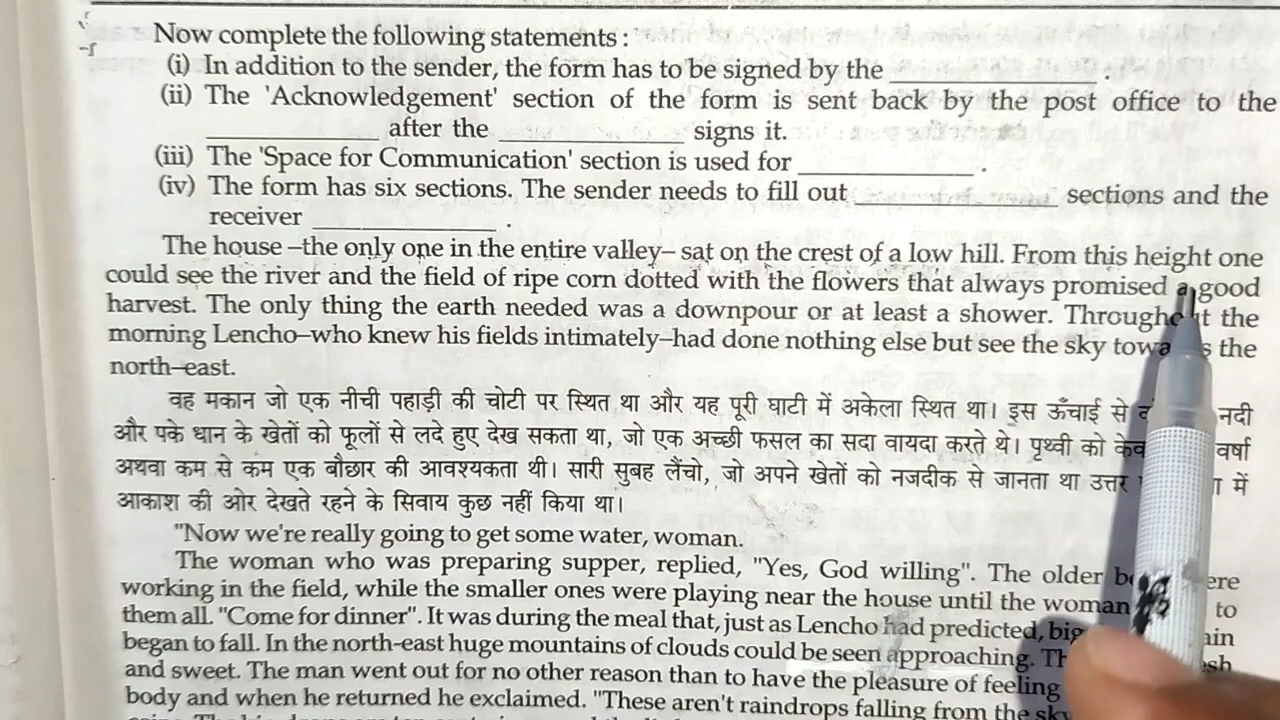 Now complete the following statements :
(i) In addition to the sender, the form has to be signed by the ____________ .
(ii) The 'Acknowledgement' section of the form is sent back by the post office to the
____________ after the ____________ signs it.
(iii) The 'Space for Communication' section is used for ____________ .
(iv) The form has six sections. The sender needs to fill out ____________ sections and the
receiver ____________ .
The house –the only one in the entire valley– sat on the crest of a low hill. From this height one
could see the river and the field of ripe corn dotted with the flowers that always promised a good
harvest. The only thing the earth needed was a downpour or at least a shower. Throughout the
morning Lencho–who knew his fields intimately–had done nothing else but see the sky towards the
north–east.
वह मकान जो एक नीची पहाड़ी की चोटी पर स्थित था और यह पूरी घाटी में अकेला स्थित था। इस ऊँचाई से नदी
और पके धान के खेतों को फूलों से लदे हुए देख सकता था, जो एक अच्छी फसल का सदा वायदा करते थे। पृथ्वी को वर्षा
अथवा कम से कम एक बौछार की आवश्यकता थी। सारी सुबह लैंचो, जो अपने खेतों को नजदीक से जानता था उत्तर में
आकाश की ओर देखते रहने के सिवाय कुछ नहीं किया था।
"Now we're really going to get some water, woman.
The woman who was preparing supper, replied, "Yes, God willing". The older
working in the field, while the smaller ones were playing near the house until the woman to
them all. "Come for dinner". It was during the meal that, just as Lencho had predicted, big
began to fall. In the north-east huge mountains of clouds could be seen approaching.
and sweet. The man went out for no other reason than to have the pleasure of feeling
body and when he returned he exclaimed. "These aren't raindrops falling from the sky